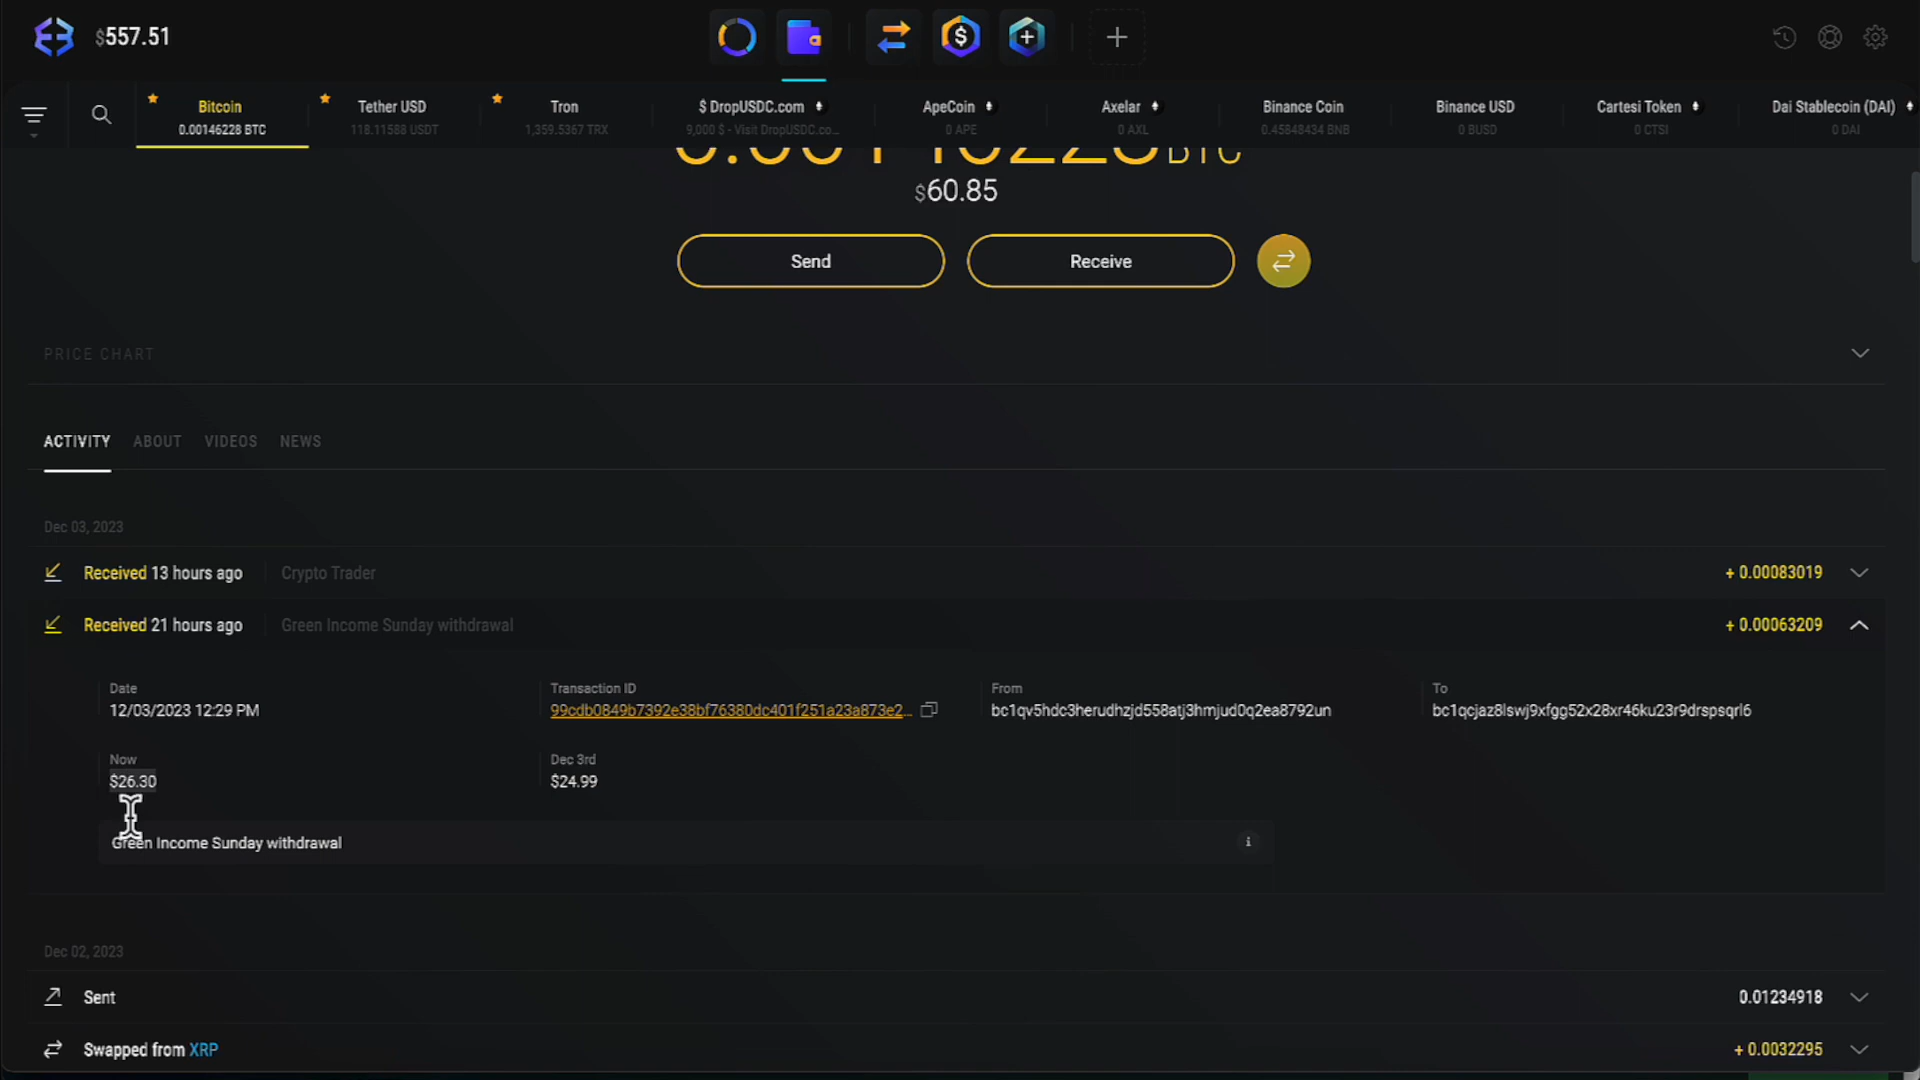 $557.51
Bitcoin
0.00146228 BTC
Tether USD
118.11588 USDT
Tron
1,359.5367 TRX
$ DropUSDC.com
9,000 $ - Visit DropUSDC.co...
ApeCoin
0 APE
Axelar
0 AXL
Binance Coin
0.45848434 BNB
Binance USD
0 BUSD
Cartesi Token
0 CTSI
Dai Stablecoin (DAI)
0 DAI
0.00146228 BTC
$60.85
Send
Receive
PRICE CHART
ACTIVITY
ABOUT
VIDEOS
NEWS
Dec 03, 2023
Received 13 hours ago
Crypto Trader
+ 0.00083019
Received 21 hours ago
Green Income Sunday withdrawal
+ 0.00063209
Date
12/03/2023 12:29 PM
Transaction ID
99cdb0849b7392e38bf76380dc401f251a23a873e2...
From
bc1qv5hdc3herudhzjd558atj3hmjud0q2ea8792un
To
bc1qcjaz8lswj9xfgg52x28xr46ku23r9drspsqrl6
Now
$26.30
Dec 3rd
$24.99
Green Income Sunday withdrawal
Dec 02, 2023
Sent
0.01234918
Swapped from XRP
+ 0.0032295